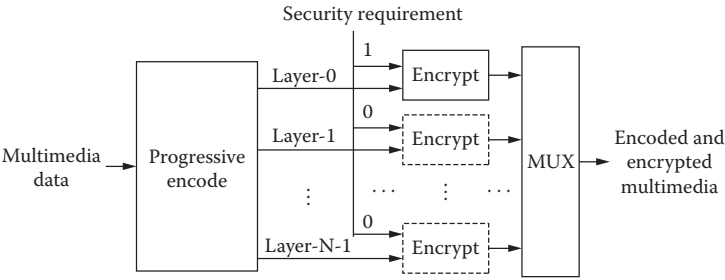 Security requirement
1
Layer-0
Encrypt
0
Layer-1
Encrypt
Multimedia
data
Progressive
encode
MUX
Encoded and
encrypted
multimedia
0
Layer-N-1
Encrypt